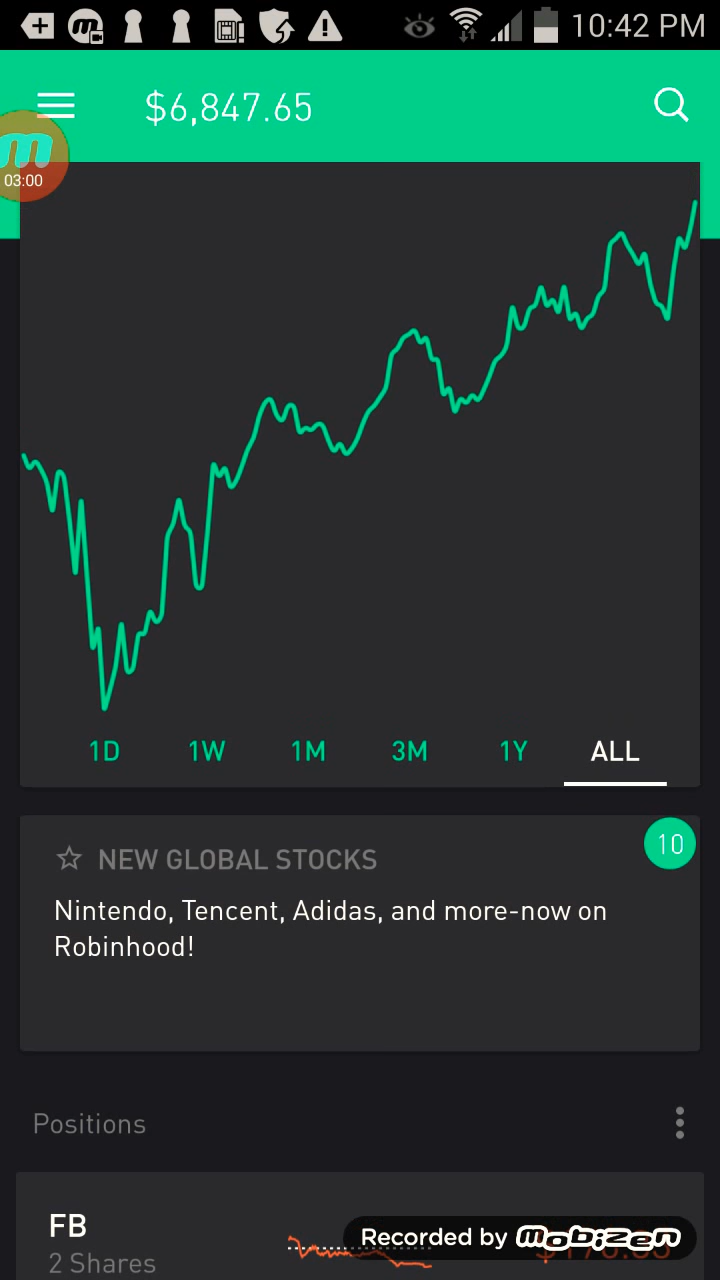 10:42 PM
$6,847.65
m
03:00
1D 1W 1M 3M 1Y ALL
10
NEW GLOBAL STOCKS
Nintendo, Tencent, Adidas, and more-now on
Robinhood!
Positions
FB
2 Shares
Recorded by mobizen